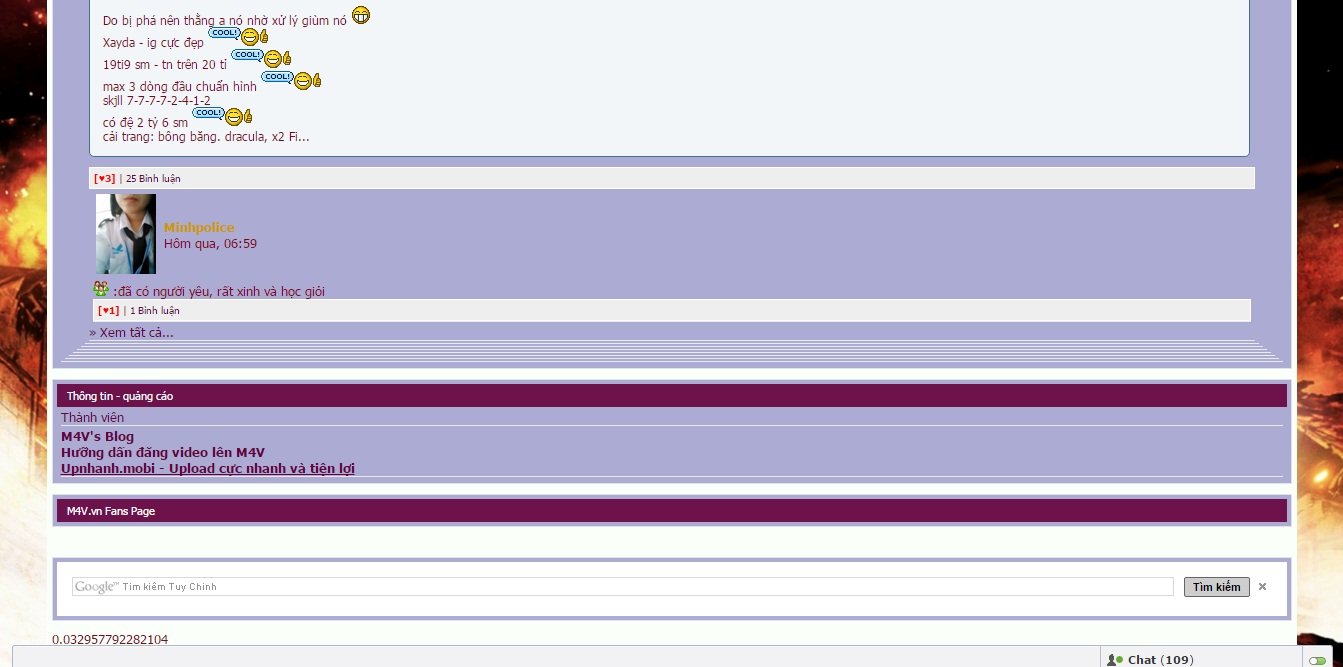 Do bị phá nên thằng a nó nhờ xử lý giùm nó
Xayda - ig cực đẹp COOL!
19ti9 sm - tn trên 20 tỉ COOL!
max 3 dòng đầu chuẩn hình COOL!
skjll 7-7-7-7-2-4-1-2
có đệ 2 tỷ 6 sm COOL!
cải trang: bông băng. dracula, x2 Fi...
[♥3] | 25 Bình luận
Minhpolice
Hôm qua, 06:59
:đã có người yêu, rất xinh và học giỏi
[♥1] | 1 Bình luận
» Xem tất cả...
Thông tin - quảng cáo
Thành viên
M4V's Blog
Hướng dẫn đăng video lên M4V
Upnhanh.mobi - Upload cực nhanh và tiện lợi
M4V.vn Fans Page
Google™ Tìm kiếm Tùy Chỉnh
Tìm kiếm ×
0.032957792282104
Chat (109)